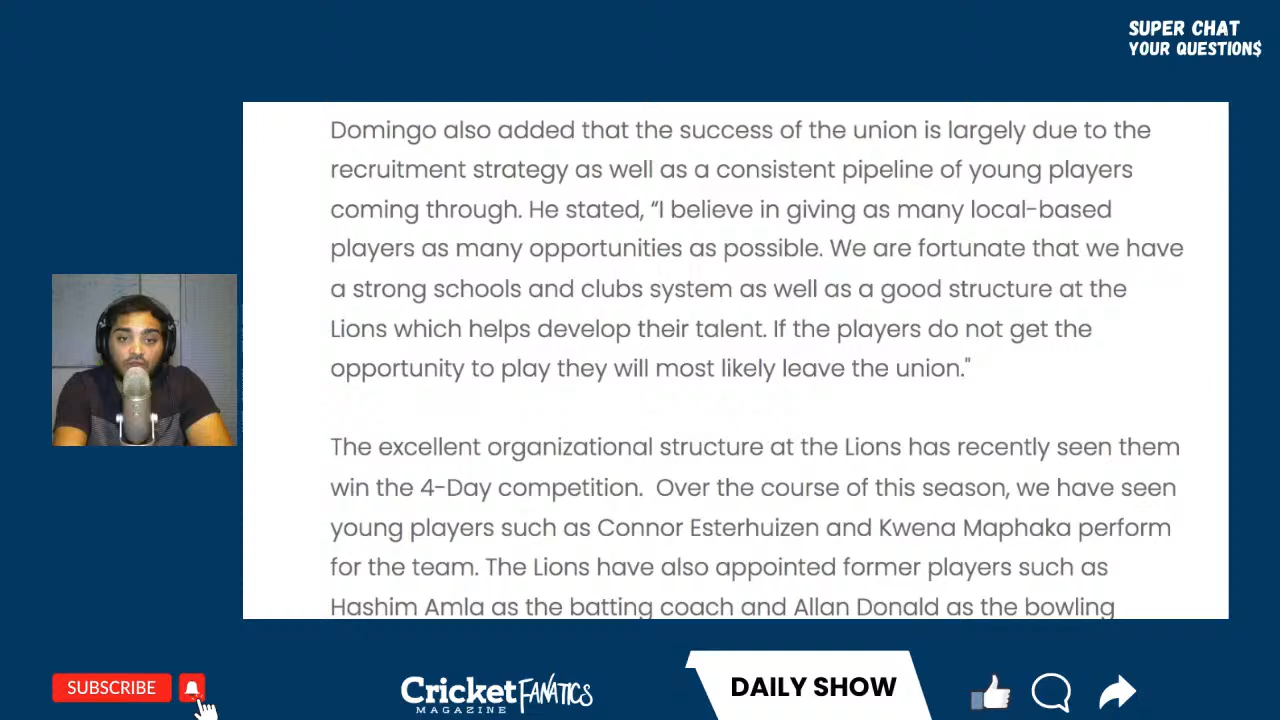 SUPER CHAT
YOUR QUESTION$
Domingo also added that the success of the union is largely due to the
recruitment strategy as well as a consistent pipeline of young players
coming through. He stated, “I believe in giving as many local-based
players as many opportunities as possible. We are fortunate that we have
a strong schools and clubs system as well as a good structure at the
Lions which helps develop their talent. If the players do not get the
opportunity to play they will most likely leave the union."
The excellent organizational structure at the Lions has recently seen them
win the 4-Day competition.  Over the course of this season, we have seen
young players such as Connor Esterhuizen and Kwena Maphaka perform
for the team. The Lions have also appointed former players such as
Hashim Amla as the batting coach and Allan Donald as the bowling
SUBSCRIBE
Cricket FANATICS
MAGAZINE
DAILY SHOW